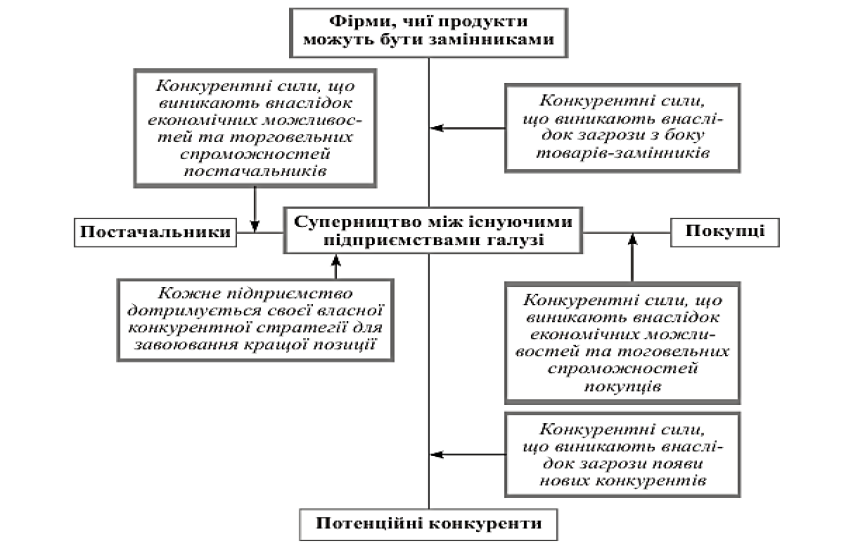 Фірми, чиї продукти
можуть бути замінниками
Конкурентні сили, що
виникають внаслідок
економічних можливос-
тей та торговельних
спроможностей
постачальників
Конкурентні сили,
що виникають внаслі-
док загрози з боку
товарів-замінників
Постачальники
Суперництво між існуючими
підприємствами галузі
Покупці
Кожне підприємство
дотримується своєї власної
конкурентної стратегії для
завоювання кращої позиції
Конкурентні сили, що
виникають внаслідок
економічних можли-
востей та тоговельних
спроможностей
покупців
Конкурентні сили,
що виникають внаслі-
док загрози появи
нових конкурентів
Потенційні конкуренти